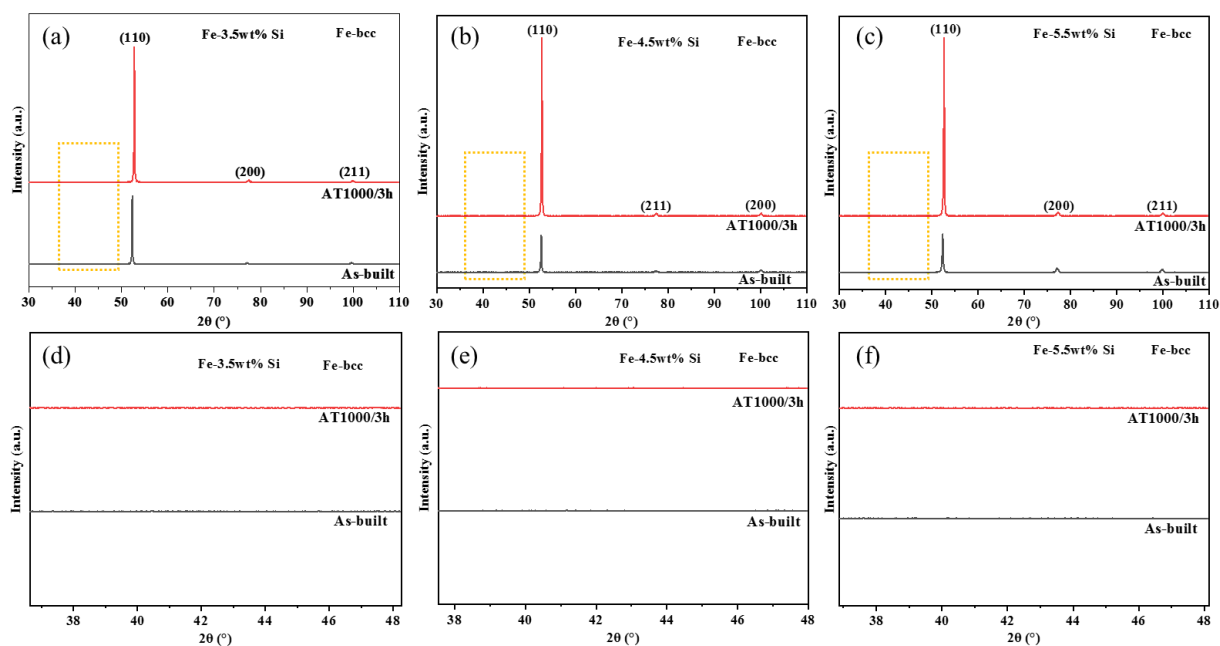 (a)
(110)
Fe-3.5wt% Si
Fe-bcc
(200)
(211)
AT1000/3h
As-built
Intensity (a.u.)
30 40 50 60 70 80 90 100 110
2θ (°)
(b)
(110)
Fe-4.5wt% Si
Fe-bcc
(211)
(200)
AT1000/3h
As-built
Intensity (a.u.)
30 40 50 60 70 80 90 100 110
2θ (°)
(c)
(110)
Fe-5.5wt% Si
Fe-bcc
(200)
(211)
AT1000/3h
As-built
Intensity (a.u.)
30 40 50 60 70 80 90 100 110
2θ (°)
(d)
Fe-3.5wt% Si
Fe-bcc
AT1000/3h
As-built
Intensity (a.u.)
38 40 42 44 46 48
2θ (°)
(e)
Fe-4.5wt% Si
Fe-bcc
AT1000/3h
As-built
Intensity (a.u.)
38 40 42 44 46 48
2θ (°)
(f)
Fe-5.5wt% Si
Fe-bcc
AT1000/3h
As-built
Intensity (a.u.)
38 40 42 44 46 48
2θ (°)